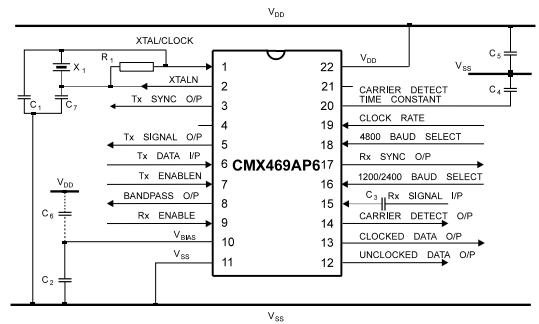 VDD
XTAL/CLOCK
R1
X1
C1
C7
XTALN
Tx SYNC O/P
Tx SIGNAL O/P
Tx DATA I/P
Tx ENABLEN
BANDPASS O/P
Rx ENABLE
VDD
C6
VBIAS
C2
VSS
1
2
3
4
5
6
7
8
9
10
11
CMX469AP6
22
21
20
19
18
17
16
15
14
13
12
VDD
C5
VSS
C4
CARRIER DETECT
TIME CONSTANT
CLOCK RATE
4800 BAUD SELECT
Rx SYNC O/P
1200/2400 BAUD SELECT
C3 Rx SIGNAL I/P
CARRIER DETECT O/P
CLOCKED DATA O/P
UNCLOCKED DATA O/P
VSS